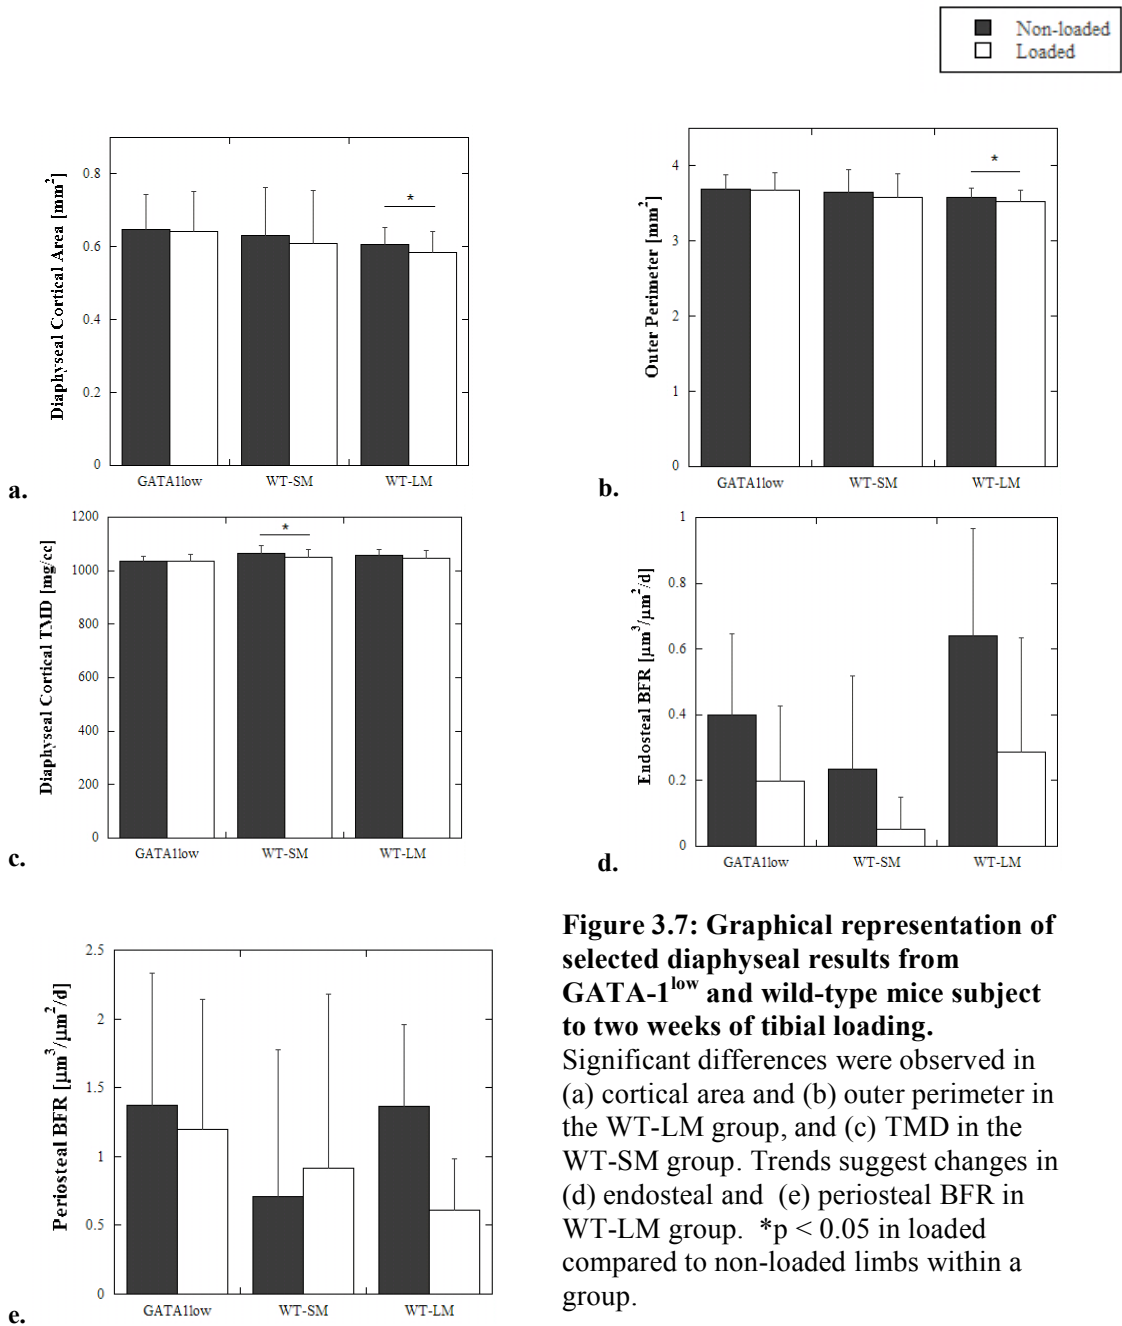 Non-loaded
Loaded
Diaphyseal Cortical Area [mm²]
0.8
0.6
0.4
0.2
0
*
GATA1low WT-SM WT-LM
a.
Outer Perimeter [mm²]
4
3
2
1
0
*
GATA1low WT-SM WT-LM
b.
Diaphyseal Cortical TMD [mg/cc]
1200
1000
800
600
400
200
0
*
GATA1low WT-SM WT-LM
c.
Endosteal BFR [µm³/µm²/d]
1
0.8
0.6
0.4
0.2
0
GATA1low WT-SM WT-LM
d.
Periosteal BFR [µm³/µm²/d]
2.5
2
1.5
1
0.5
0
GATA1low WT-SM WT-LM
e.
Figure 3.7: Graphical representation of
selected diaphyseal results from
GATA-1^low and wild-type mice subject
to two weeks of tibial loading.
Significant differences were observed in
(a) cortical area and (b) outer perimeter in
the WT-LM group, and (c) TMD in the
WT-SM group. Trends suggest changes in
(d) endosteal and (e) periosteal BFR in
WT-LM group. *p < 0.05 in loaded
compared to non-loaded limbs within a
group.